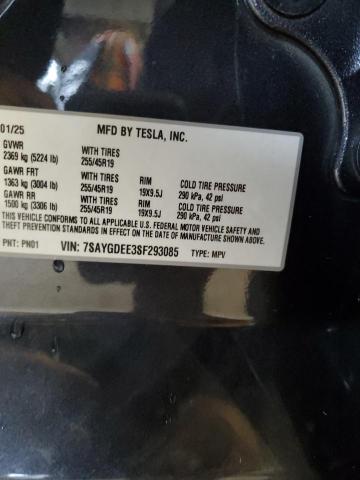 01/25 MFD BY TESLA, INC.
GVWR WITH TIRES
2369 kg (5224 lb) 255/45R19
GAWR FRT WITH TIRES RIM COLD TIRE PRESSURE
1363 kg (3004 lb) 255/45R19 19X9.5J 290 kPa, 42 psi
GAWR RR WITH TIRES RIM COLD TIRE PRESSURE
1500 kg (3306 lb) 255/45R19 19X9.5J 290 kPa, 42 psi
THIS VEHICLE CONFORMS TO ALL APPLICABLE U.S. FEDERAL MOTOR VEHICLE SAFETY AND
THEFT PREVENTION STANDARDS IN EFFECT ON THE DATE OF MANUFACTURE SHOWN ABOVE.
PNT: PN01 VIN: 7SAYGDEE3SF293085 TYPE: MPV